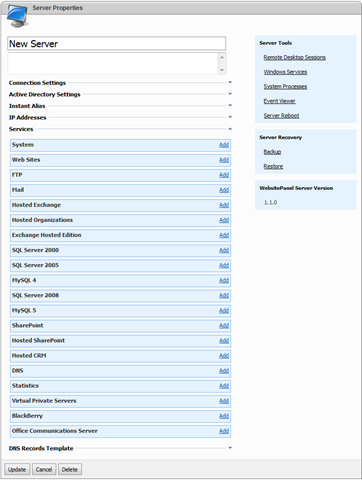 Server Properties
New Server
Connection Settings
Active Directory Settings
Instant Alias
IP Addresses
Services
System Add
Web Sites Add
FTP Add
Mail Add
Hosted Exchange Add
Hosted Organizations Add
Exchange Hosted Edition Add
SQL Server 2000 Add
SQL Server 2005 Add
MySQL 4 Add
SQL Server 2008 Add
MySQL 5 Add
SharePoint Add
Hosted SharePoint Add
Hosted CRM Add
DNS Add
Statistics Add
Virtual Private Servers Add
BlackBerry Add
Office Communications Server Add
DNS Records Template
Update Cancel Delete
Server Tools
Remote Desktop Sessions
Windows Services
System Processes
Event Viewer
Server Reboot
Server Recovery
Backup
Restore
WebsitePanel Server Version
1.1.0